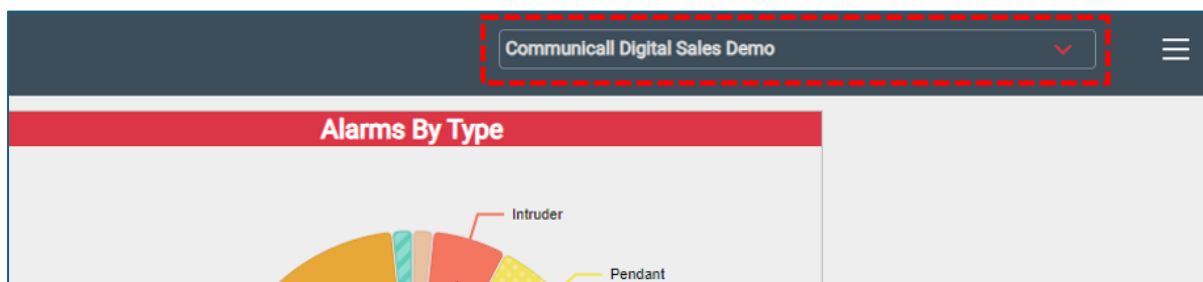 Communicall Digital Sales Demo
Alarms By Type
Intruder
Pendant